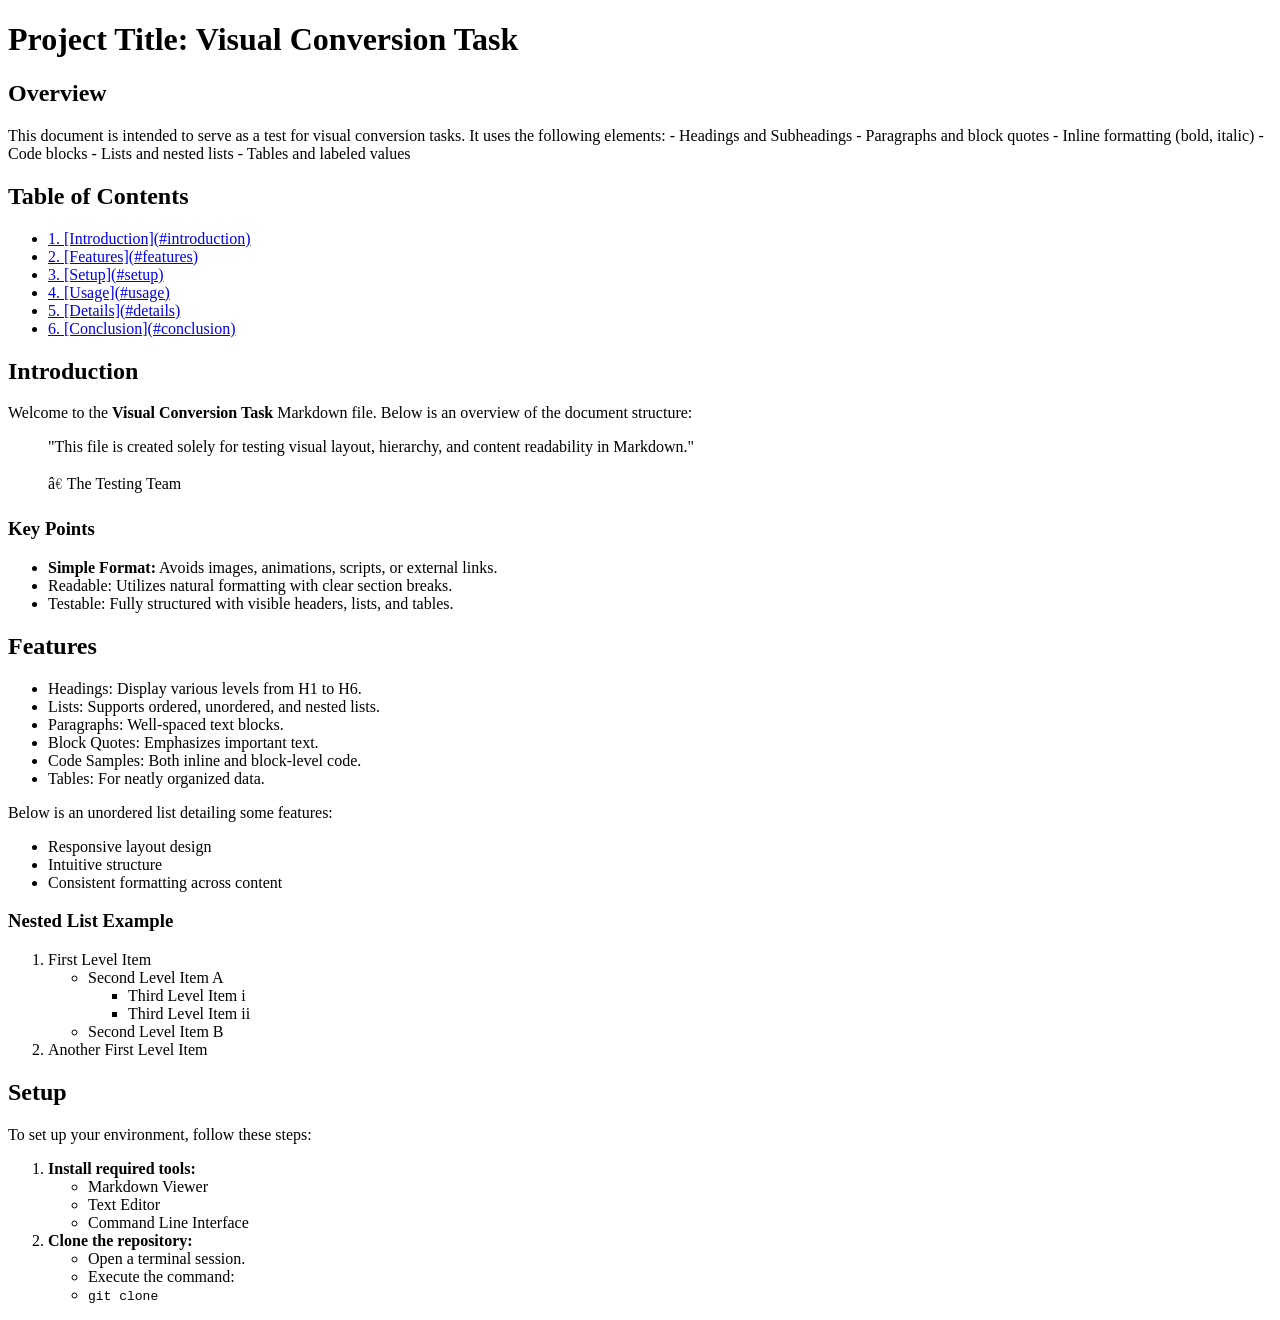 Project Title: Visual Conversion Task
Overview
This document is intended to serve as a test for visual conversion tasks. It uses the following elements: - Headings and Subheadings - Paragraphs and block quotes - Inline formatting (bold, italic) -
Code blocks - Lists and nested lists - Tables and labeled values
Table of Contents
1. [Introduction](#introduction)
2. [Features](#features)
3. [Setup](#setup)
4. [Usage](#usage)
5. [Details](#details)
6. [Conclusion](#conclusion)
Introduction
Welcome to the Visual Conversion Task Markdown file. Below is an overview of the document structure:
"This file is created solely for testing visual layout, hierarchy, and content readability in Markdown."
â€ The Testing Team
Key Points
Simple Format: Avoids images, animations, scripts, or external links.
Readable: Utilizes natural formatting with clear section breaks.
Testable: Fully structured with visible headers, lists, and tables.
Features
Headings: Display various levels from H1 to H6.
Lists: Supports ordered, unordered, and nested lists.
Paragraphs: Well-spaced text blocks.
Block Quotes: Emphasizes important text.
Code Samples: Both inline and block-level code.
Tables: For neatly organized data.
Below is an unordered list detailing some features:
Responsive layout design
Intuitive structure
Consistent formatting across content
Nested List Example
1. First Level Item
Second Level Item A
Third Level Item i
Third Level Item ii
Second Level Item B
2. Another First Level Item
Setup
To set up your environment, follow these steps:
1. Install required tools:
Markdown Viewer
Text Editor
Command Line Interface
2. Clone the repository:
Open a terminal session.
Execute the command:
git clone